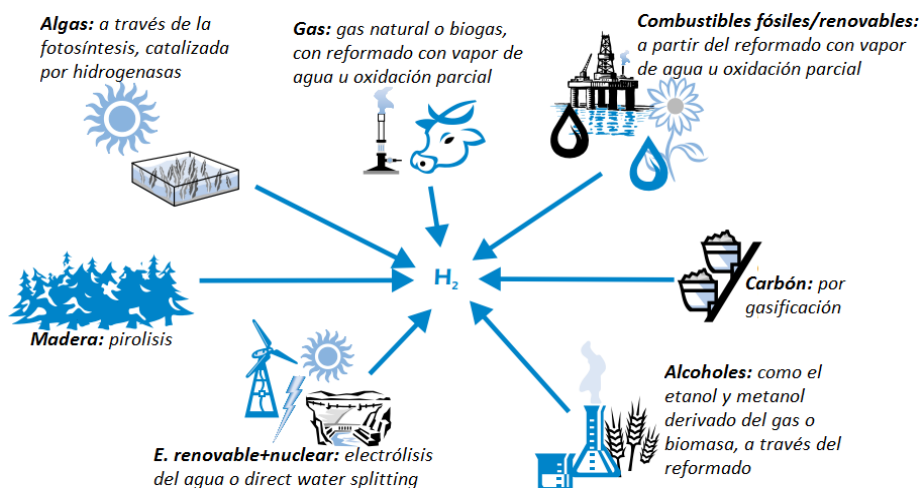 Algas: a través de la
fotosíntesis, catalizada
por hidrogenasas
Gas: gas natural o biogas,
con reformado con vapor de
agua u oxidación parcial
Combustibles fósiles/renovables:
a partir del reformado con vapor
de agua u oxidación parcial
H₂
Madera: pirolisis
Carbón: por
gasificación
E. renovable+nuclear: electrólisis
del agua o direct water splitting
Alcoholes: como el
etanol y metanol
derivado del gas o
biomasa, a través del
reformado